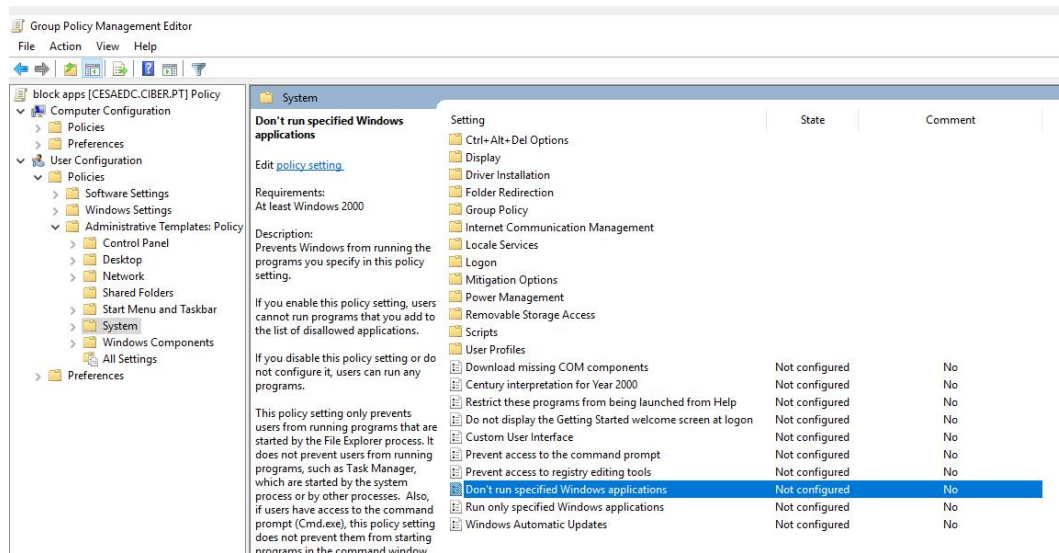 Group Policy Management Editor
File Action View Help
block apps [CESAEDC.CIBER.PT] Policy
Computer Configuration
Policies
Preferences
User Configuration
Policies
Software Settings
Windows Settings
Administrative Templates: Policy
Control Panel
Desktop
Network
Shared Folders
Start Menu and Taskbar
System
Windows Components
All Settings
Preferences
System
Don't run specified Windows
applications
Edit policy setting
Requirements:
At least Windows 2000
Description:
Prevents Windows from running the
programs you specify in this policy
setting.
If you enable this policy setting, users
cannot run programs that you add to
the list of disallowed applications.
If you disable this policy setting or do
not configure it, users can run any
programs.
This policy setting only prevents
users from running programs that are
started by the File Explorer process. It
does not prevent users from running
programs, such as Task Manager,
which are started by the system
process or by other processes. Also,
if users have access to the command
prompt (Cmd.exe), this policy setting
does not prevent them from starting
programs in the command window
Setting State Comment
Ctrl+Alt+Del Options
Display
Driver Installation
Folder Redirection
Group Policy
Internet Communication Management
Locale Services
Logon
Mitigation Options
Power Management
Removable Storage Access
Scripts
User Profiles
Download missing COM components Not configured No
Century interpretation for Year 2000 Not configured No
Restrict these programs from being launched from Help Not configured No
Do not display the Getting Started welcome screen at logon Not configured No
Custom User Interface Not configured No
Prevent access to the command prompt Not configured No
Prevent access to registry editing tools Not configured No
Don't run specified Windows applications Not configured No
Run only specified Windows applications Not configured No
Windows Automatic Updates Not configured No